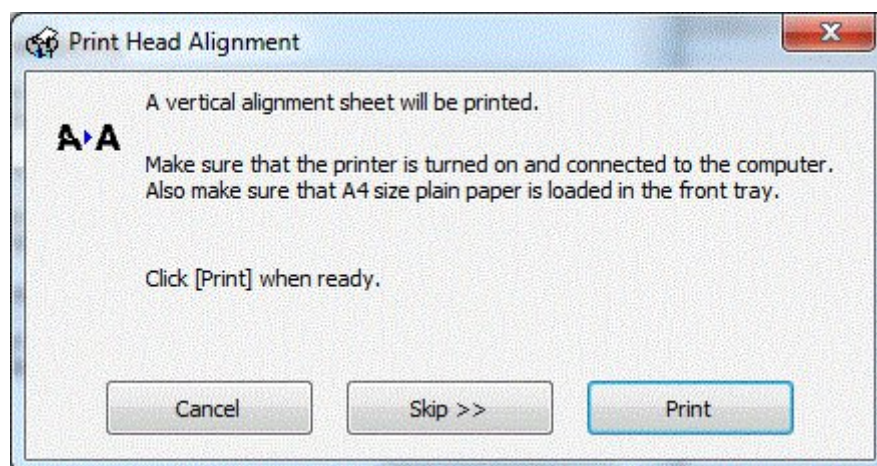 Print Head Alignment
A vertical alignment sheet will be printed.
A A
Make sure that the printer is turned on and connected to the computer.
Also make sure that A4 size plain paper is loaded in the front tray.
Click [Print] when ready.
Cancel
Skip >>
Print